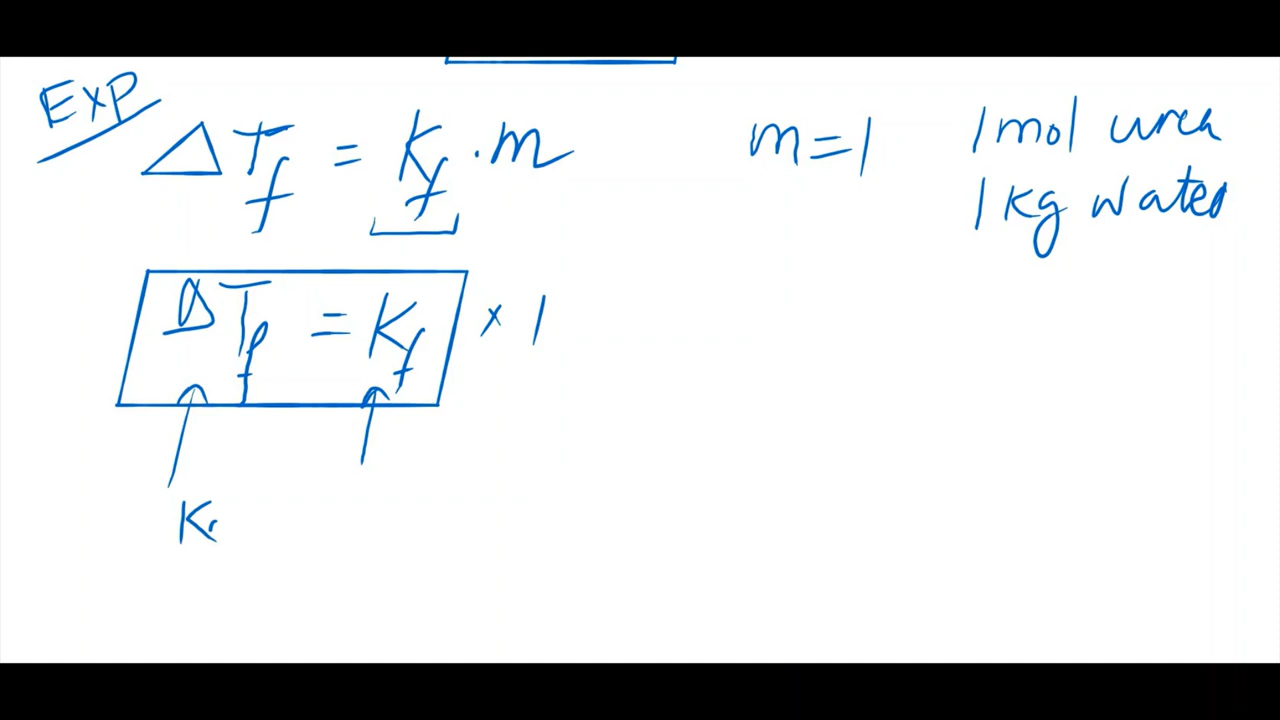 Exp
ΔTf = Kf . m
m = 1
1 mol urea
1 kg water
ΔTf = Kf × 1
K